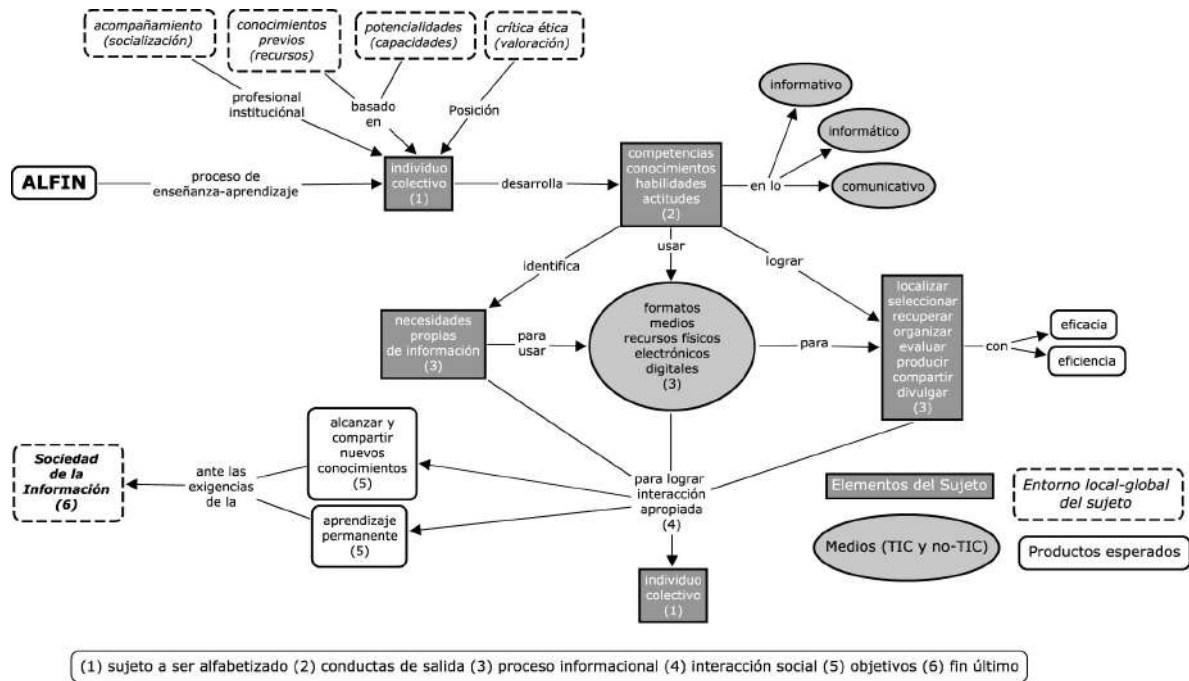 acompañamiento
(socialización)
conocimientos
previos
(recursos)
potencialidades
(capacidades)
crítica ética
(valoración)
profesional
instituciónal
basado
en
Posición
informativo
informático
comunicativo
ALFIN
proceso de
enseñanza-aprendizaje
individuo
colectivo
(1)
desarrolla
competencias
conocimientos
habilidades
actitudes
(2)
en lo
identifica
usar
lograr
necesidades
propias
de información
(3)
para
usar
formatos
medios
recursos físicos
electrónicos
digitales
(3)
para
localizar
seleccionar
recuperar
organizar
evaluar
producir
compartir
divulgar
(3)
con
eficacia
eficiencia
Sociedad
de la
Información
(6)
ante las
exigencias
de la
alcanzar y
compartir
nuevos
conocimientos
(5)
aprendizaje
permanente
(5)
para lograr
interacción
apropiada
(4)
individuo
colectivo
(1)
Elementos del Sujeto
Entorno local-global
del sujeto
Medios (TIC y no-TIC)
Productos esperados
(1) sujeto a ser alfabetizado (2) conductas de salida (3) proceso informacional (4) interacción social (5) objetivos (6) fin último